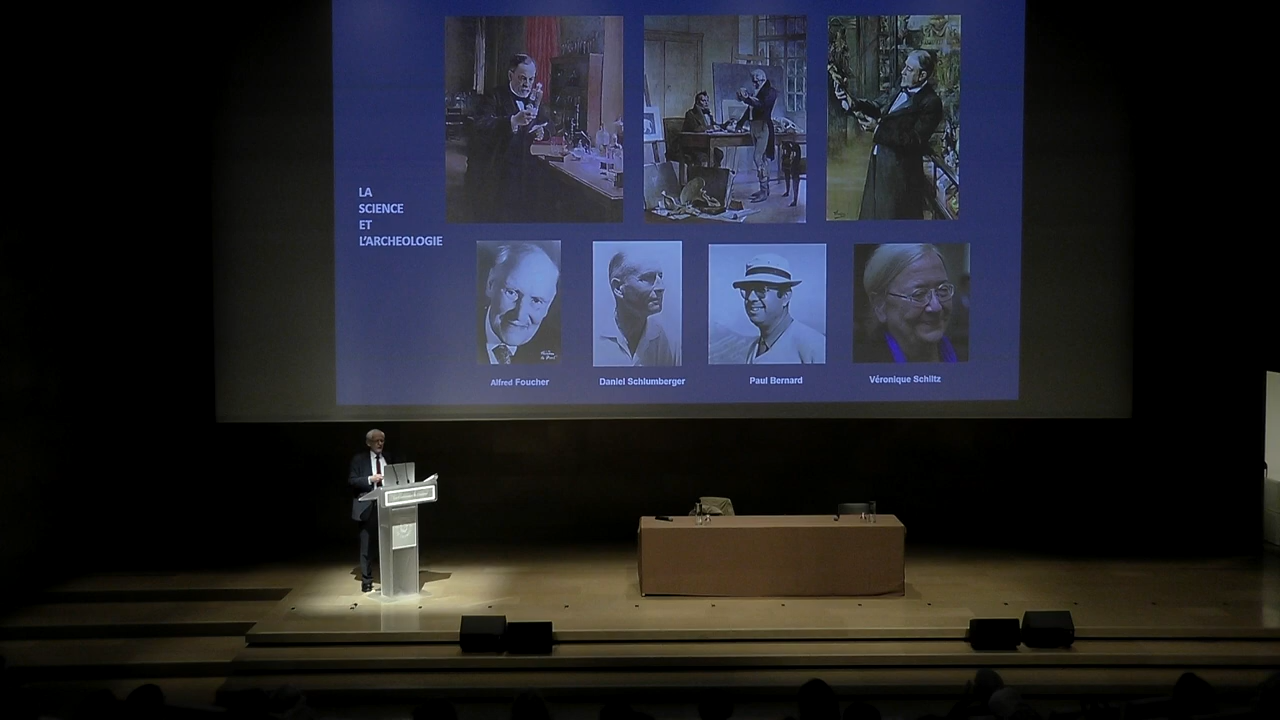 LA
SCIENCE
ET
L'ARCHEOLOGIE
Alfred Foucher
Daniel Schlumberger
Paul Bernard
Véronique Schiltz